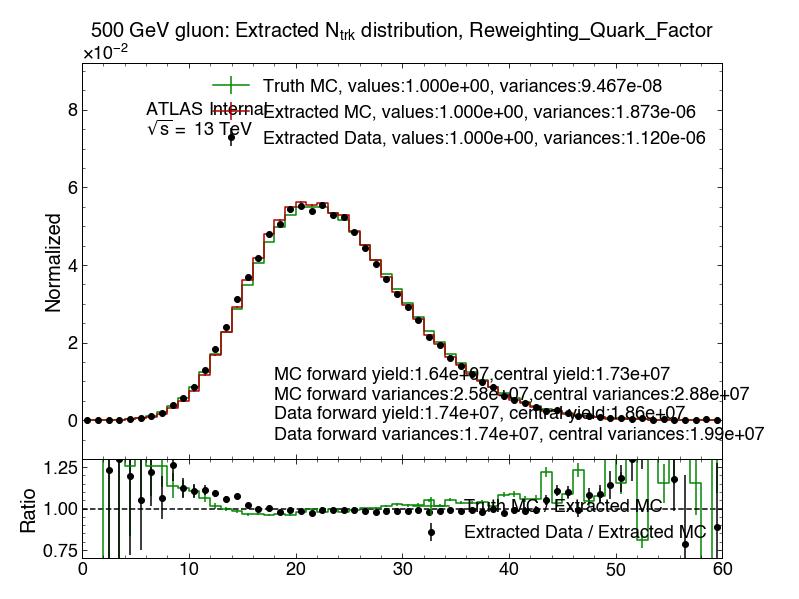 500 GeV gluon: Extracted Ntrk distribution, Reweighting_Quark_Factor
×10−2
Truth MC, values:1.000e+00, variances:9.467e-08
ATLAS Internal
Extracted MC, values:1.000e+00, variances:1.873e-06
√s = 13 TeV
Extracted Data, values:1.000e+00, variances:1.120e-06
Normalized
8
6
4
2
0
MC forward yield:1.64e+07,central yield:1.73e+07
MC forward variances:2.58e+07,central variances:2.88e+07
Data forward yield:1.74e+07, central yield:1.86e+07
Data forward variances:1.74e+07, central variances:1.99e+07
Ratio
1.25
1.00
0.75
Truth MC / Extracted MC
Extracted Data / Extracted MC
0 10 20 30 40 50 60